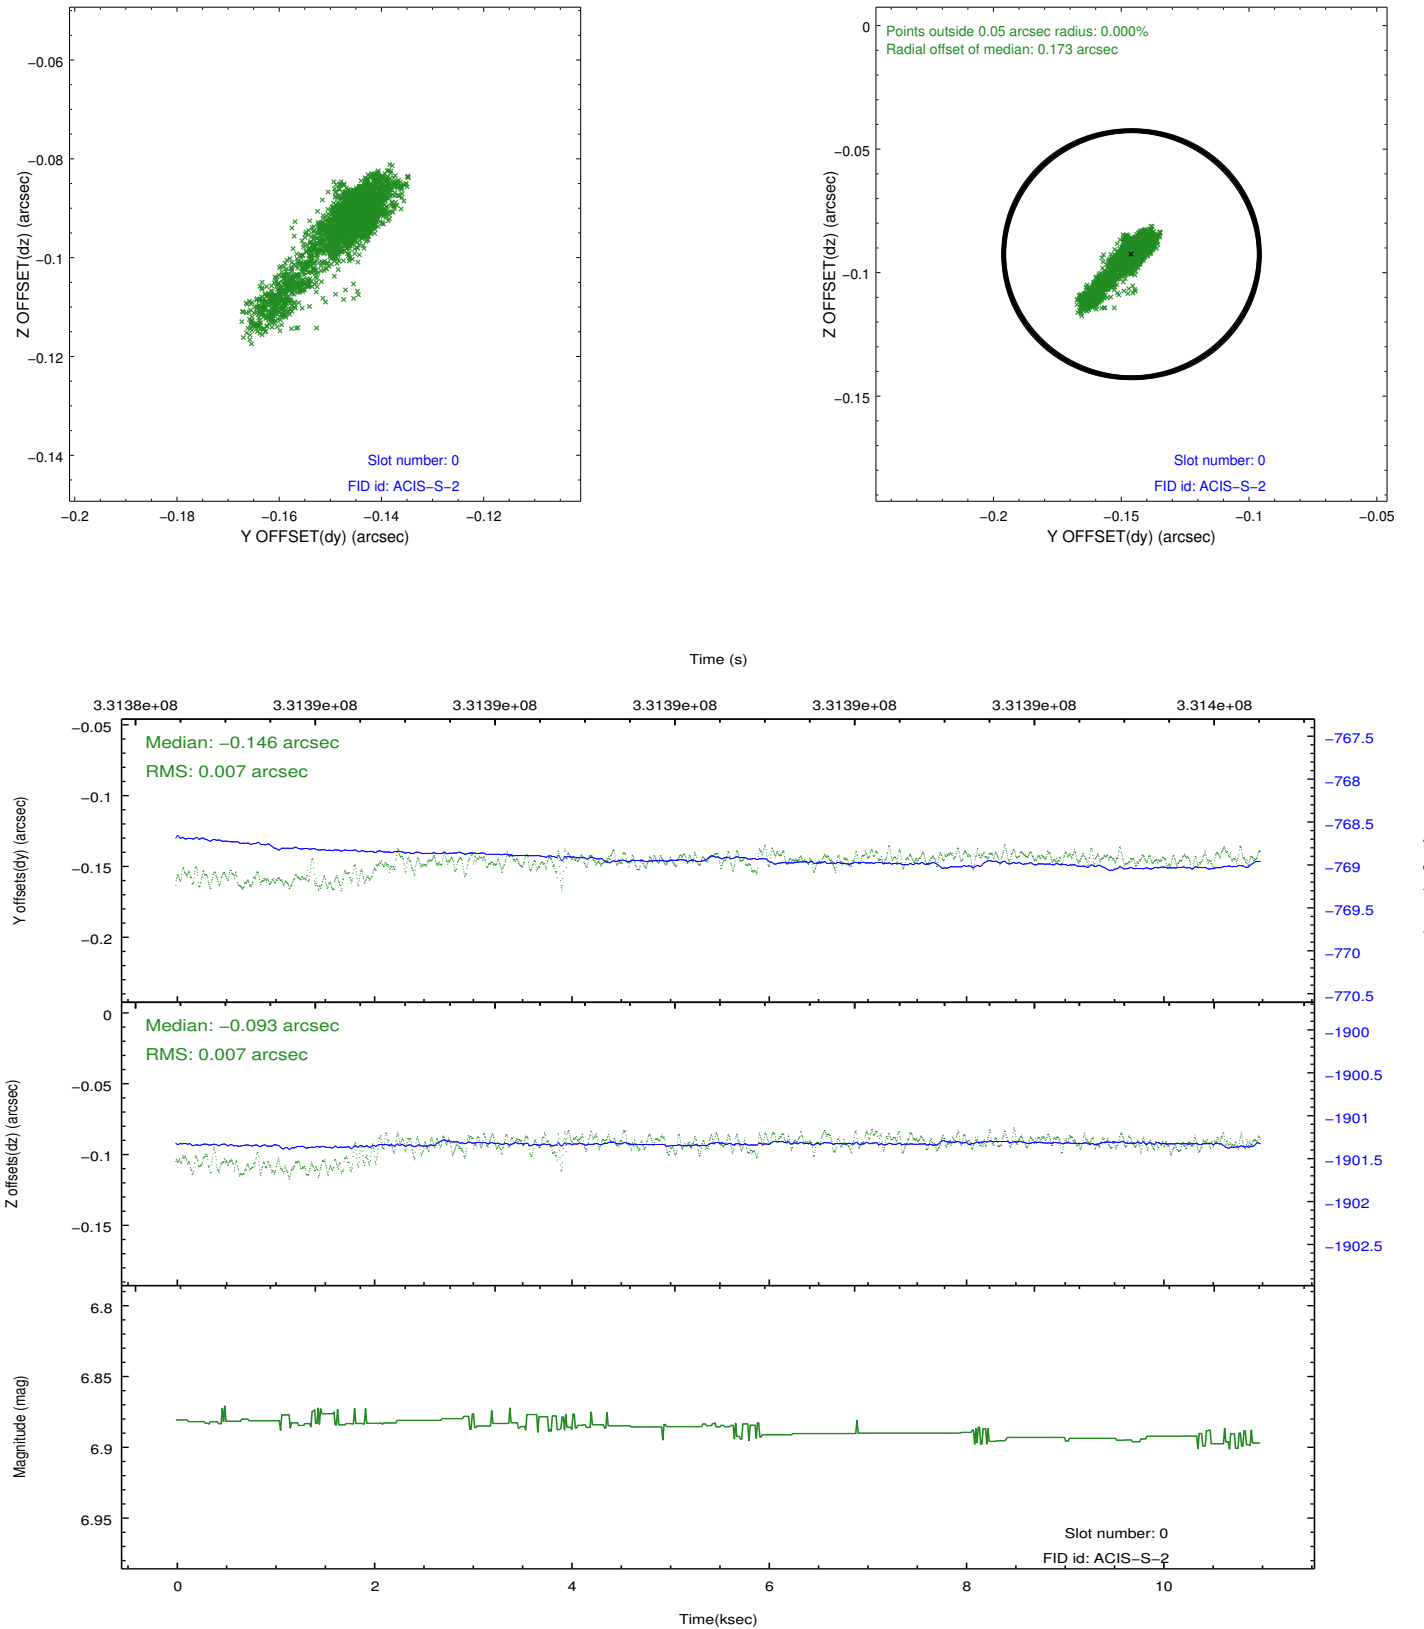 −0.06
−0.08
−0.1
−0.12
−0.14
Z OFFSET(dz) (arcsec)
Slot number: 0
FID id: ACIS−S−2
−0.2
−0.18
−0.16
−0.14
−0.12
Y OFFSET(dy) (arcsec)
Points outside 0.05 arcsec radius: 0.000%
Radial offset of median: 0.173 arcsec
0
−0.05
−0.1
−0.15
Z OFFSET(dz) (arcsec)
Slot number: 0
FID id: ACIS−S−2
−0.2
−0.15
−0.1
−0.05
Y OFFSET(dy) (arcsec)
Time (s)
3.3138e+08
3.3139e+08
3.3139e+08
3.3139e+08
3.3139e+08
3.3139e+08
3.314e+08
Median: −0.146 arcsec
RMS: 0.007 arcsec
−0.05
−0.1
−0.15
−0.2
Y offsets(dy) (arcsec)
−767.5
−768
−768.5
−769
−769.5
−770
−770.5
Median: −0.093 arcsec
RMS: 0.007 arcsec
0
−0.05
−0.1
−0.15
Z offsets(dz) (arcsec)
−1900
−1900.5
−1901
−1901.5
−1902
−1902.5
6.8
6.85
6.9
6.95
Magnitude (mag)
Slot number: 0
FID id: ACIS−S−2
0
2
4
6
8
10
Time(ksec)